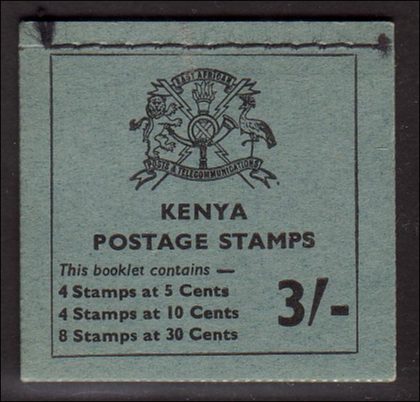 EAST AFRICAN
POSTS & TELECOMMUNICATIONS
KENYA
POSTAGE STAMPS
This booklet contains —
4 Stamps at 5 Cents
4 Stamps at 10 Cents
8 Stamps at 30 Cents
3/-